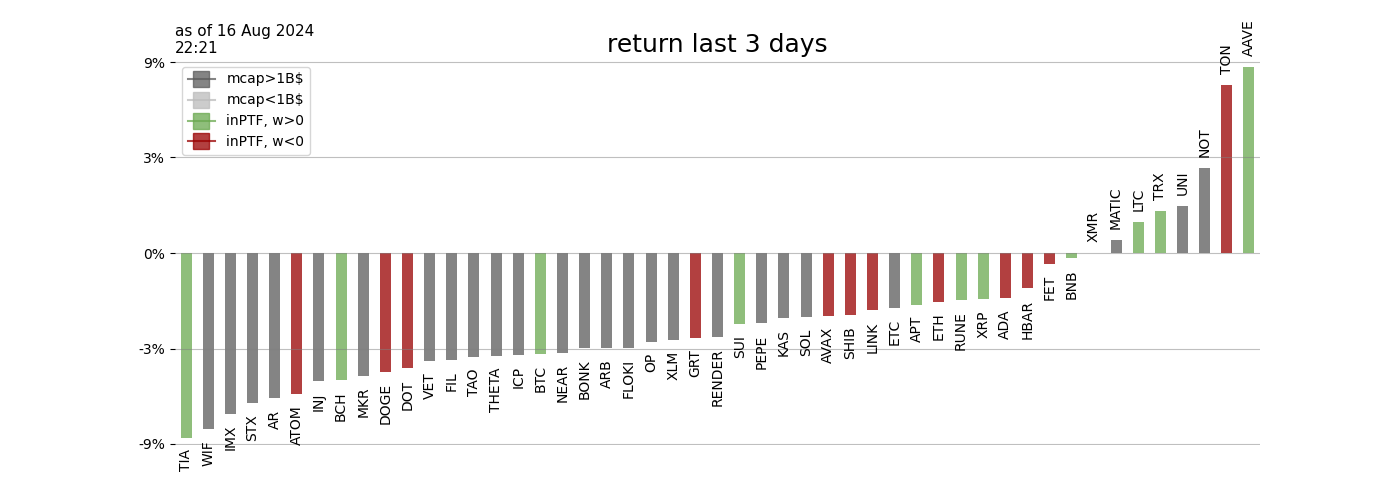 as of 16 Aug 2024
22:21
return last 3 days
mcap>1B$
mcap<1B$
inPTF, w>0
inPTF, w<0
9%
3%
0%
-3%
-9%
TIA
WIF
IMX
STX
AR
ATOM
INJ
BCH
MKR
DOGE
DOT
VET
FIL
TAO
THETA
ICP
BTC
NEAR
BONK
ARB
FLOKI
OP
XLM
GRT
RENDER
SUI
PEPE
KAS
SOL
AVAX
SHIB
LINK
ETC
APT
ETH
RUNE
XRP
ADA
HBAR
FET
BNB
XMR
MATIC
LTC
TRX
UNI
NOT
TON
AAVE